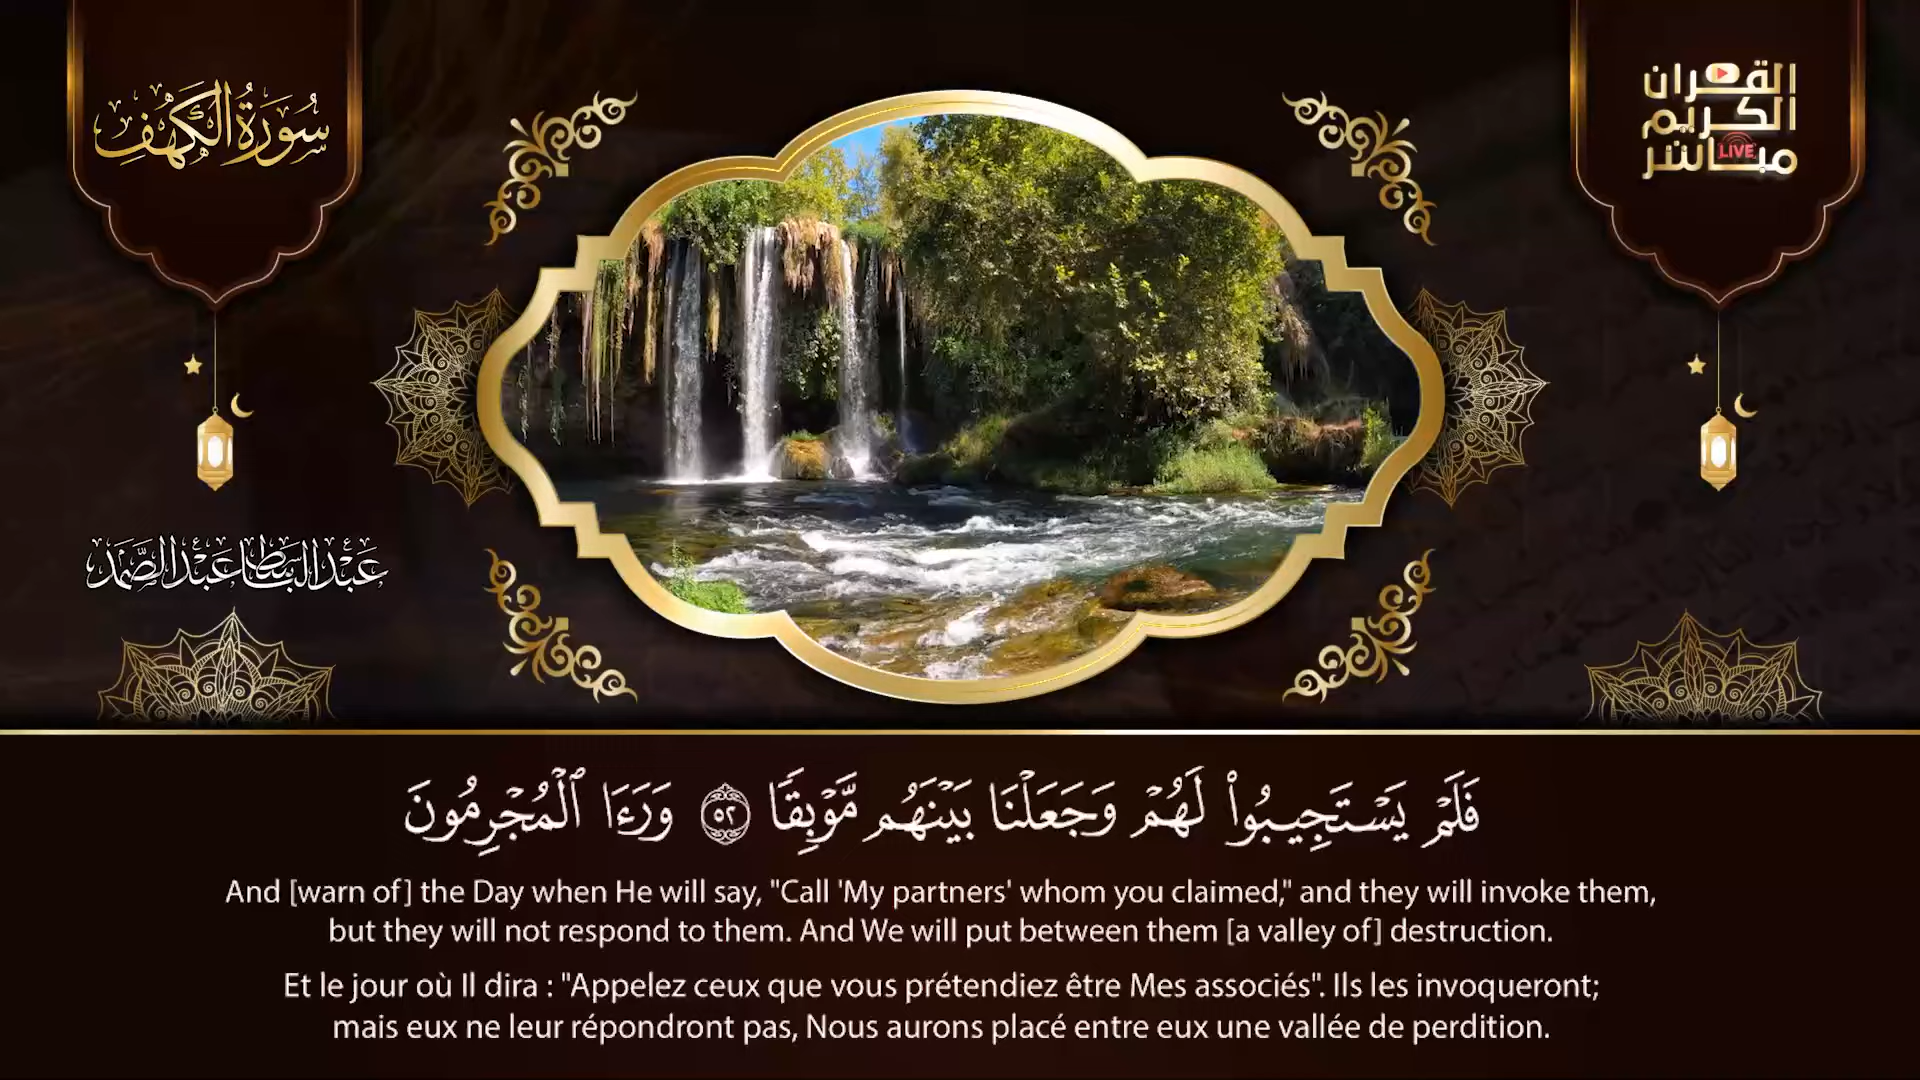 سُورَةُ الكَهْفِ
القرآن
الكريم
مباشر
LIVE
عَبْدُ البَاسِط عَبْدُ الصَّمَد
فَلَمْ يَسْتَجِيبُوا۟ لَهُمْ وَجَعَلْنَا بَيْنَهُم مَّوْبِقًا ٥٢ وَرَءَا ٱلْمُجْرِمُونَ
And [warn of] the Day when He will say, "Call 'My partners' whom you claimed," and they will invoke them,
but they will not respond to them. And We will put between them [a valley of] destruction.
Et le jour où Il dira : "Appelez ceux que vous prétendiez être Mes associés". Ils les invoqueront;
mais eux ne leur répondront pas, Nous aurons placé entre eux une vallée de perdition.